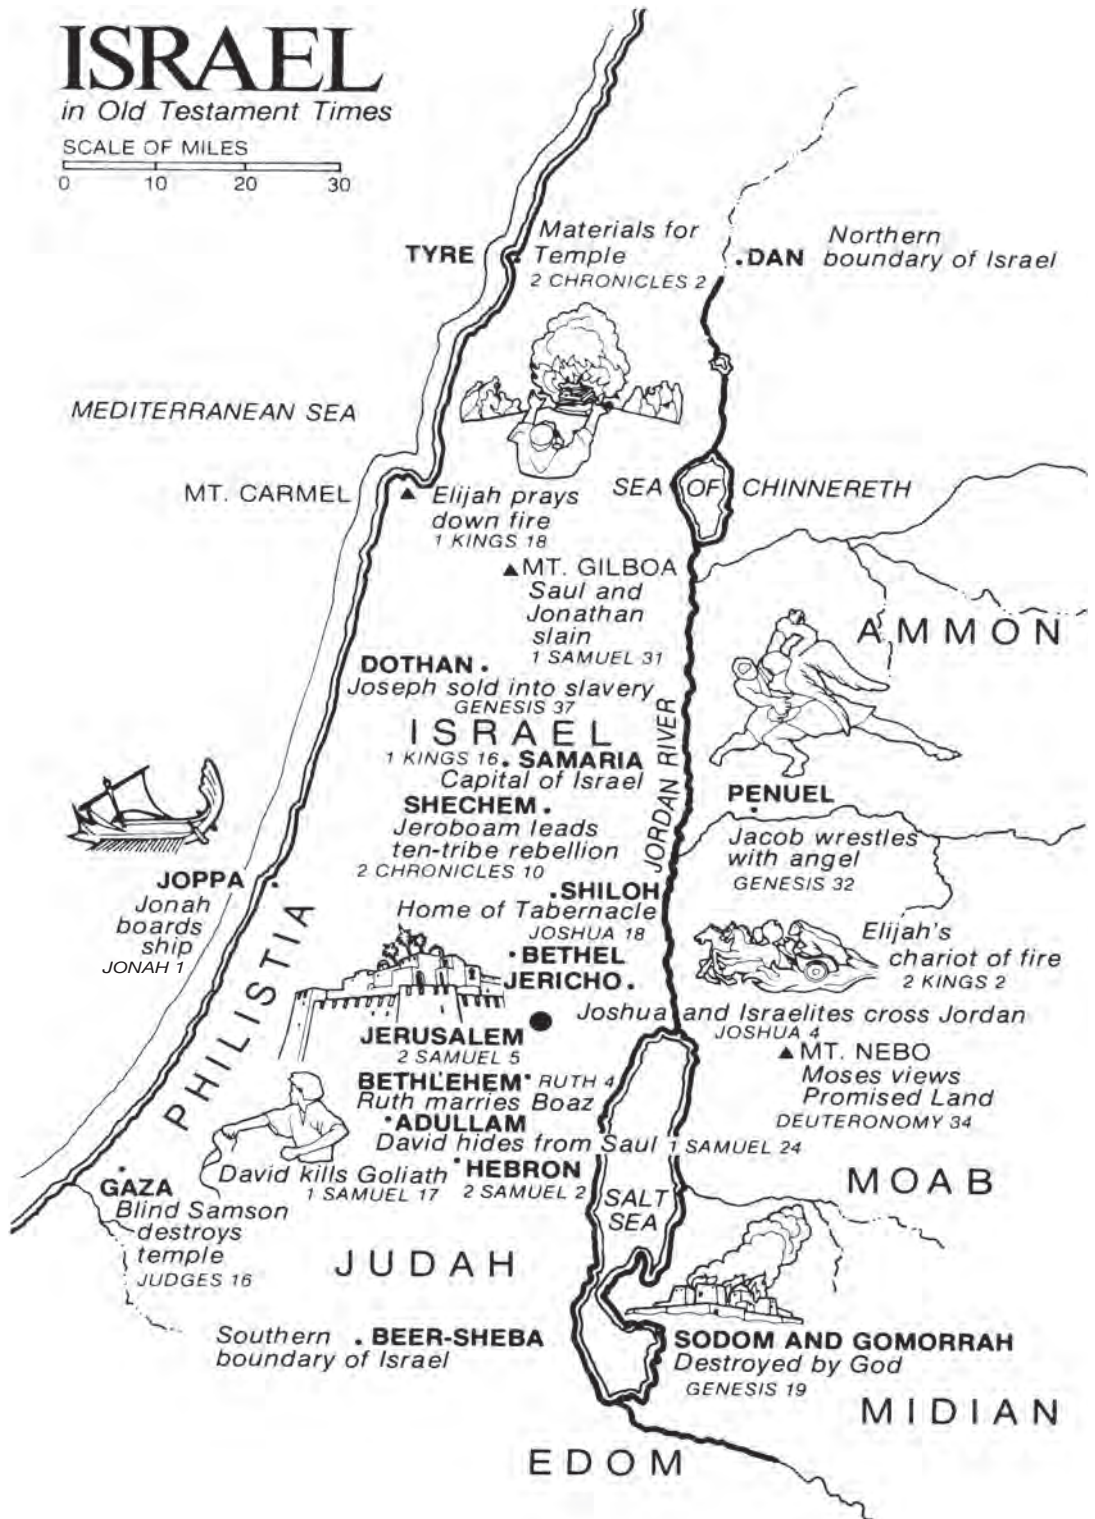 ISRAEL
in Old Testament Times
SCALE OF MILES
0 10 20 30
TYRE
Materials for
Temple
2 CHRONICLES 2
DAN
Northern
boundary of Israel
MEDITERRANEAN SEA
MT. CARMEL
Elijah prays
down fire
1 KINGS 18
SEA OF CHINNERETH
MT. GILBOA
Saul and
Jonathan
slain
1 SAMUEL 31
AMMON
DOTHAN
Joseph sold into slavery
GENESIS 37
ISRAEL
1 KINGS 16 SAMARIA
Capital of Israel
JORDAN RIVER
SHECHEM
Jeroboam leads
ten-tribe rebellion
2 CHRONICLES 10
PENUEL
Jacob wrestles
with angel
GENESIS 32
JOPPA
Jonah
boards
ship
JONAH 1
SHILOH
Home of Tabernacle
JOSHUA 18
PHILISTIA
BETHEL
JERICHO
Elijah's
chariot of fire
2 KINGS 2
Joshua and Israelites cross Jordan
JOSHUA 4
JERUSALEM
2 SAMUEL 5
MT. NEBO
Moses views
Promised Land
DEUTERONOMY 34
BETHLEHEM RUTH 4
Ruth marries Boaz
ADULLAM
David hides from Saul 1 SAMUEL 24
David kills Goliath
1 SAMUEL 17
HEBRON
2 SAMUEL 2
GAZA
Blind Samson
destroys
temple
JUDGES 16
SALT
SEA
MOAB
JUDAH
Southern
boundary of Israel
BEER-SHEBA
SODOM AND GOMORRAH
Destroyed by God
GENESIS 19
MIDIAN
EDOM